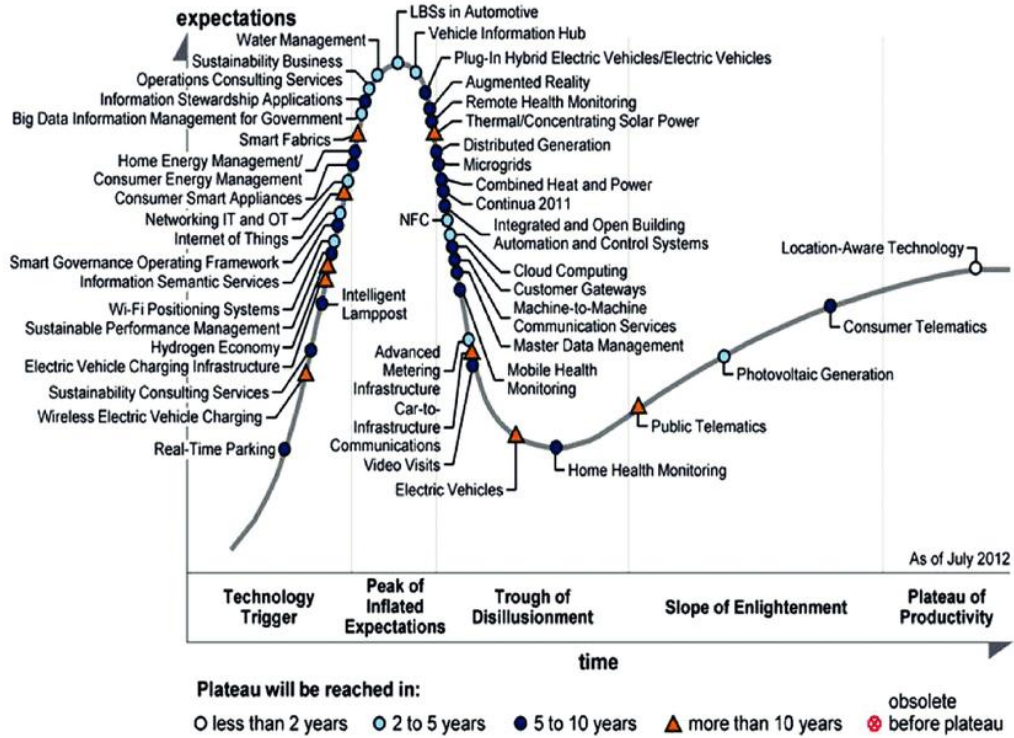 expectations
LBSs in Automotive
Vehicle Information Hub
Water Management
Sustainability Business
Operations Consulting Services
Information Stewardship Applications
Big Data Information Management for Government
Smart Fabrics
Home Energy Management/
Consumer Energy Management
Consumer Smart Appliances
Networking IT and OT
Internet of Things
Smart Governance Operating Framework
Information Semantic Services
Wi-Fi Positioning Systems
Sustainable Performance Management
Hydrogen Economy
Electric Vehicle Charging Infrastructure
Sustainability Consulting Services
Wireless Electric Vehicle Charging
Real-Time Parking
Intelligent
Lamppost
Plug-In Hybrid Electric Vehicles/Electric Vehicles
Augmented Reality
Remote Health Monitoring
Thermal/Concentrating Solar Power
Distributed Generation
Microgrids
Combined Heat and Power
Continua 2011
NFC
Integrated and Open Building
Automation and Control Systems
Cloud Computing
Customer Gateways
Machine-to-Machine
Communication Services
Master Data Management
Mobile Health
Monitoring
Advanced
Metering
Infrastructure
Car-to-
Infrastructure
Communications
Video Visits
Electric Vehicles
Home Health Monitoring
Public Telematics
Photovoltaic Generation
Consumer Telematics
Location-Aware Technology
As of July 2012
Technology
Trigger
Peak of
Inflated
Expectations
Trough of
Disillusionment
Slope of Enlightenment
Plateau of
Productivity
time
Plateau will be reached in:
less than 2 years
2 to 5 years
5 to 10 years
more than 10 years
obsolete
before plateau